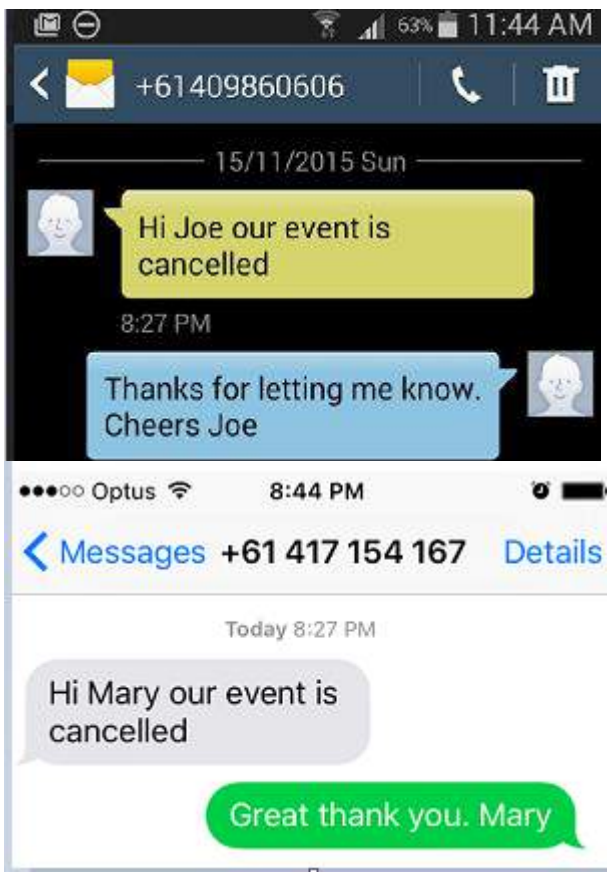 63% 11:44 AM
+61409860606
15/11/2015 Sun
Hi Joe our event is
cancelled
8:27 PM
Thanks for letting me know.
Cheers Joe
Optus 8:44 PM
Messages +61 417 154 167 Details
Today 8:27 PM
Hi Mary our event is
cancelled
Great thank you. Mary